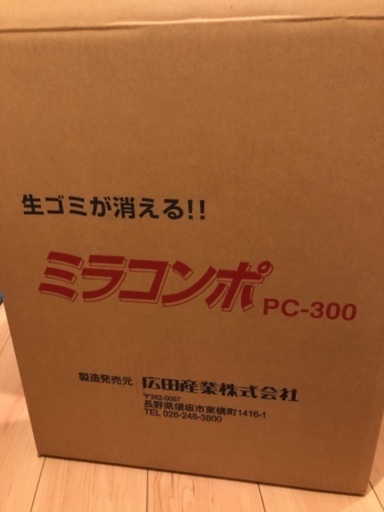 生ゴミが消える!!
ミラコンポ PC-300
製造発売元 広田産業株式会社
〒382-0087
長野県須坂市東横町1416-1
TEL 026-248-3800